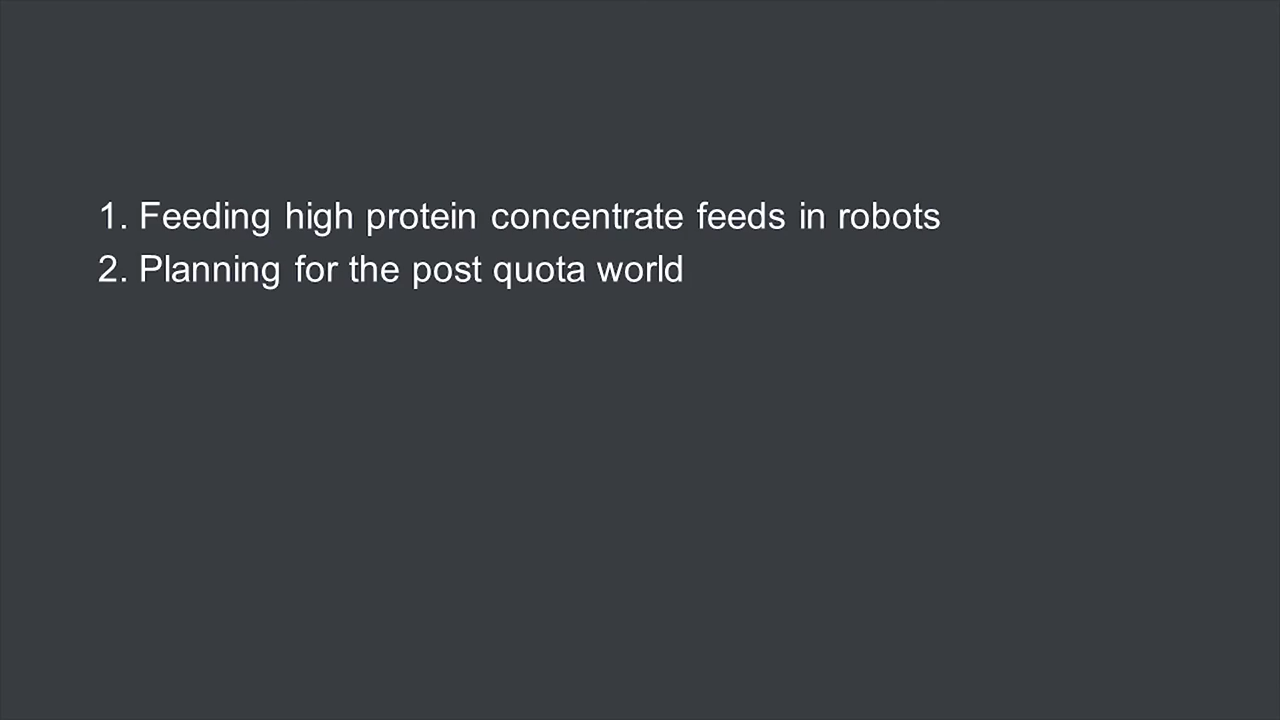 1. Feeding high protein concentrate feeds in robots
2. Planning for the post quota world